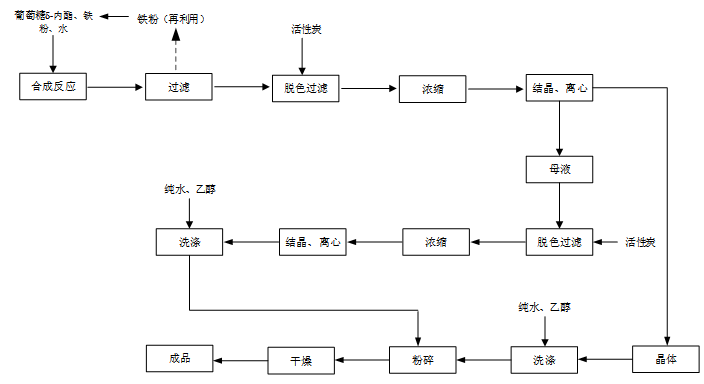 葡萄糖δ-内酯、铁
粉、水
铁粉（再利用）
活性炭
合成反应
过滤
脱色过滤
浓缩
结晶、离心
母液
纯水、乙醇
洗涤
结晶、离心
浓缩
脱色过滤
活性炭
纯水、乙醇
成品
干燥
粉碎
洗涤
晶体